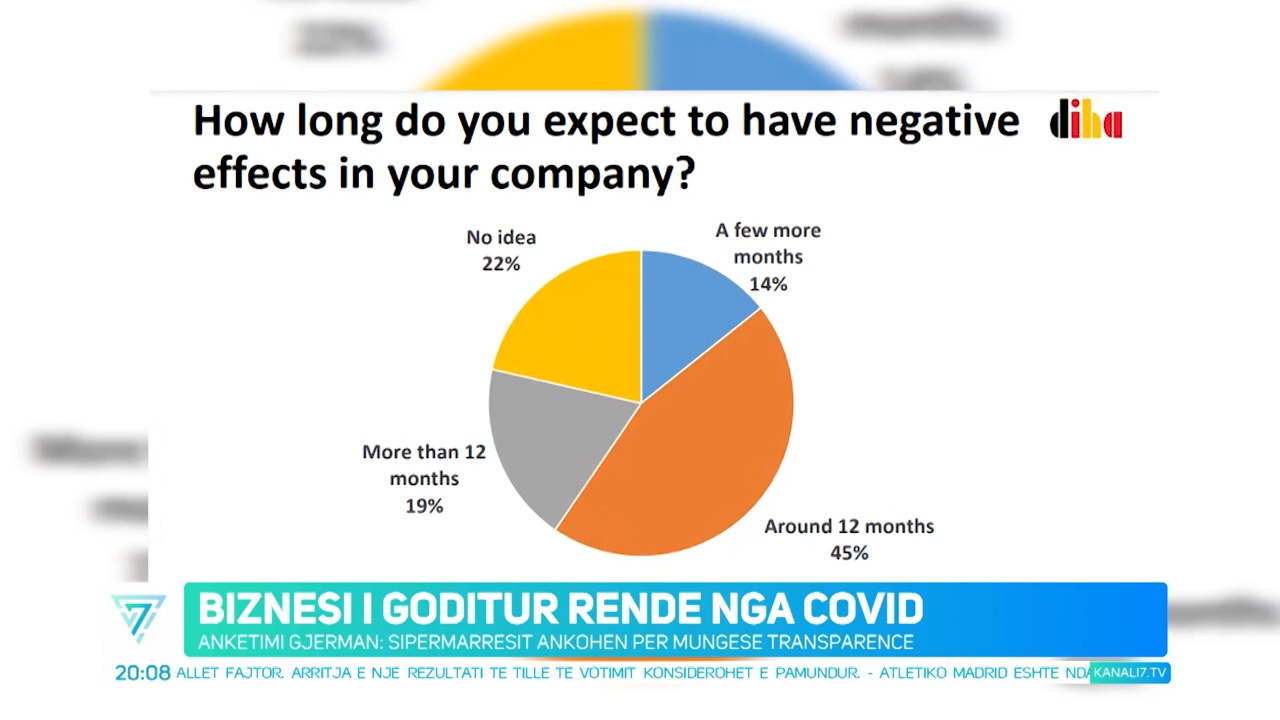 22%
How long do you expect to have negative
effects in your company?
diha
No idea
22%
A few more
months
14%
More than 12
months
19%
Around 12 months
45%
BIZNESI I GODITUR RENDE NGA COVID
ANKETIMI GJERMAN: SIPERMARRESIT ANKOHEN PER MUNGESE TRANSPARENCE
7
20:08 ALLET FAJTOR. ARRITJA E NJE REZULTATI TE TILLE TE VOTIMIT KONSIDEROHET E PAMUNDUR. - ATLETIKO MADRID ESHTE NDA KANALI7.TV